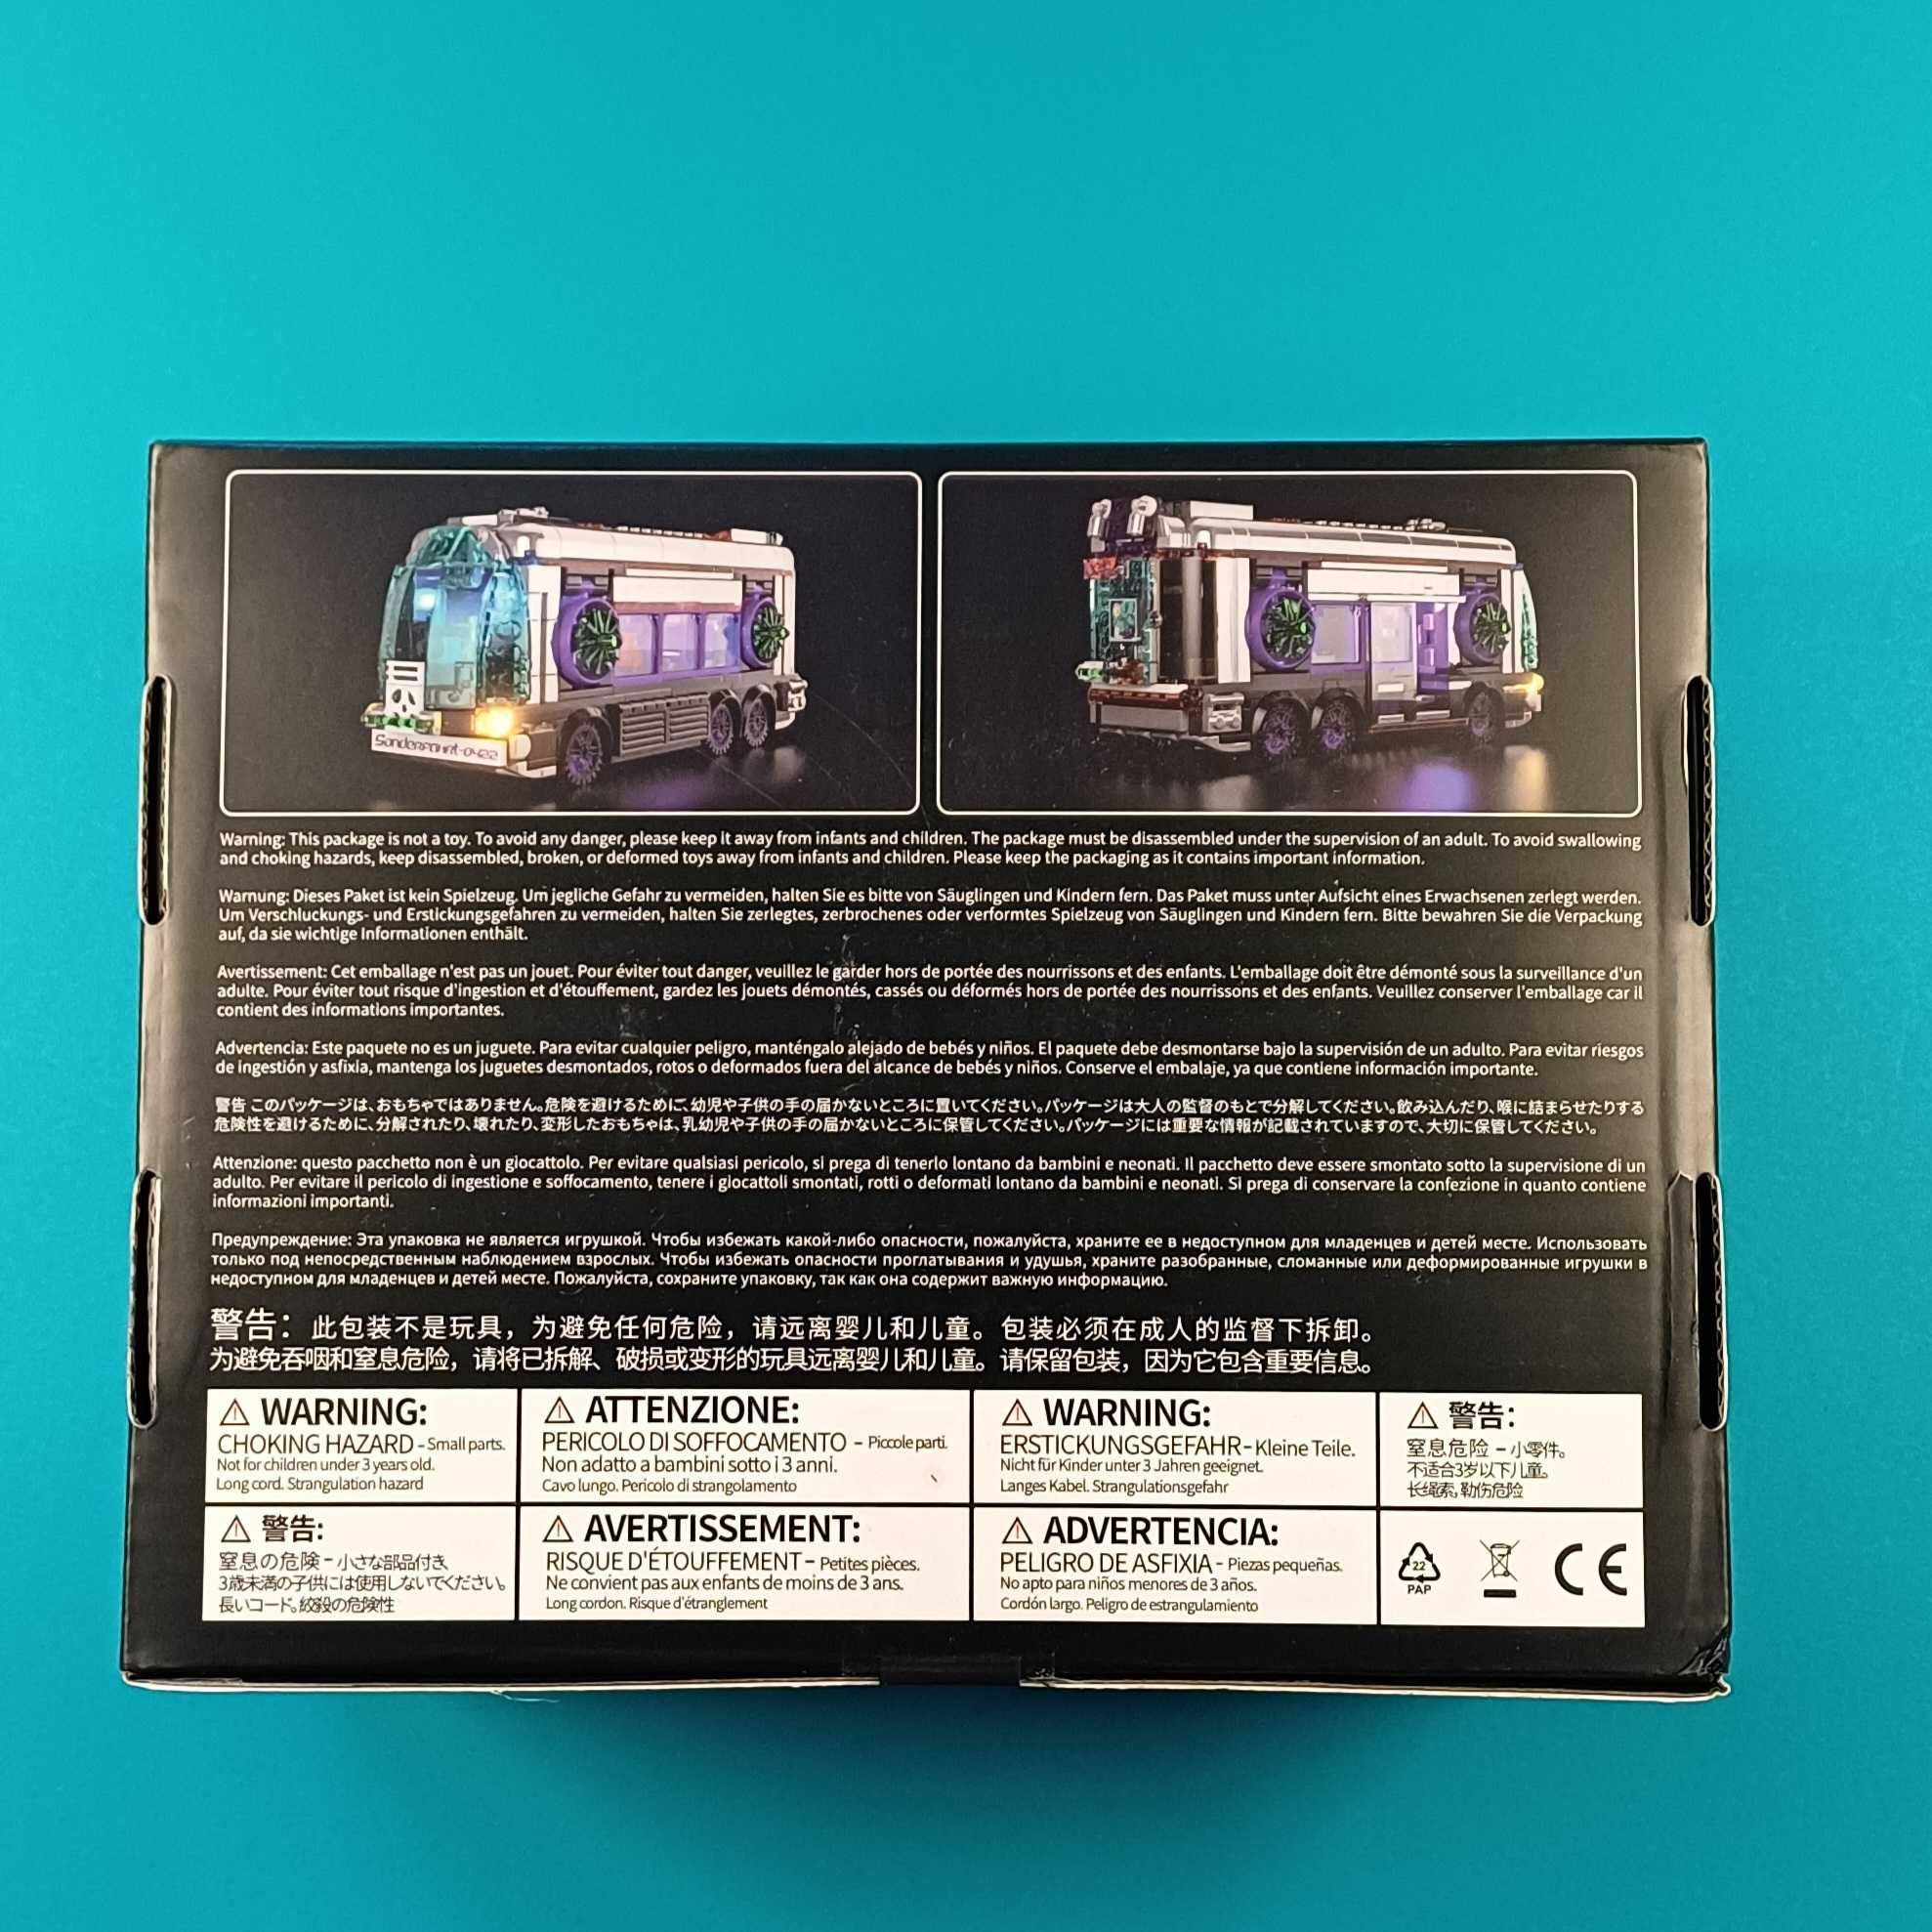 Sonderfahrt-0422
Warning: This package is not a toy. To avoid any danger, please keep it away from infants and children. The package must be disassembled under the supervision of an adult. To avoid swallowing
and choking hazards, keep disassembled, broken, or deformed toys away from infants and children. Please keep the packaging as it contains important information.
Warnung: Dieses Paket ist kein Spielzeug. Um jegliche Gefahr zu vermeiden, halten Sie es bitte von Säuglingen und Kindern fern. Das Paket muss unter Aufsicht eines Erwachsenen zerlegt werden.
Um Verschluckungs- und Erstickungsgefahren zu vermeiden, halten Sie zerlegtes, zerbrochenes oder verformtes Spielzeug von Säuglingen und Kindern fern. Bitte bewahren Sie die Verpackung
auf, da sie wichtige Informationen enthält.
Avertissement: Cet emballage n'est pas un jouet. Pour éviter tout danger, veuillez le garder hors de portée des nourrissons et des enfants. L'emballage doit être démonté sous la surveillance d'un
adulte. Pour éviter tout risque d'ingestion et d'étouffement, gardez les jouets démontés, cassés ou déformés hors de portée des nourrissons et des enfants. Veuillez conserver l'emballage car il
contient des informations importantes.
Advertencia: Este paquete no es un juguete. Para evitar cualquier peligro, manténgalo alejado de bebés y niños. El paquete debe desmontarse bajo la supervisión de un adulto. Para evitar riesgos
de ingestión y asfixia, mantenga los juguetes desmontados, rotos o deformados fuera del alcance de bebés y niños. Conserve el embalaje, ya que contiene información importante.
警告 このパッケージは、おもちゃではありません。危険を避けるために、幼児や子供の手の届かないところに置いてください。パッケージは大人の監督のもとで分解してください。飲み込んだり、喉に詰まらせたりする
危険性を避けるために、分解されたり、壊れたり、変形したおもちゃは、乳幼児や子供の手の届かないところに保管してください。パッケージには重要な情報が記載されていますので、大切に保管してください。
Attenzione: questo pacchetto non è un giocattolo. Per evitare qualsiasi pericolo, si prega di tenerlo lontano da bambini e neonati. Il pacchetto deve essere smontato sotto la supervisione di un
adulto. Per evitare il pericolo di ingestione e soffocamento, tenere i giocattoli smontati, rotti o deformati lontano da bambini e neonati. Si prega di conservare la confezione in quanto contiene
informazioni importanti.
Предупреждение: Эта упаковка не является игрушкой. Чтобы избежать какой-либо опасности, пожалуйста, храните ее в недоступном для младенцев и детей месте. Использовать
только под непосредственным наблюдением взрослых. Чтобы избежать опасности проглатывания и удушья, храните разобранные, сломанные или деформированные игрушки в
недоступном для младенцев и детей месте. Пожалуйста, сохраните упаковку, так как она содержит важную информацию.
警告：此包装不是玩具，为避免任何危险，请远离婴儿和儿童。包装必须在成人的监督下拆卸。
为避免吞咽和窒息危险，请将已拆解、破损或变形的玩具远离婴儿和儿童。请保留包装，因为它包含重要信息。
WARNING:
CHOKING HAZARD - Small parts.
Not for children under 3 years old.
Long cord. Strangulation hazard
ATTENZIONE:
PERICOLO DI SOFFOCAMENTO - Piccole parti.
Non adatto a bambini sotto i 3 anni.
Cavo lungo. Pericolo di strangolamento
WARNING:
ERSTICKUNGSGEFAHR-Kleine Teile.
Nicht für Kinder unter 3 Jahren geeignet.
Langes Kabel. Strangulationsgefahr
警告:
窒息危险 - 小零件。
不适合3岁以下儿童。
长绳索, 勒伤危险
警告:
窒息の危険 - 小さな部品付き、
3歳未満の子供には使用しないでください。
長いコード。絞殺の危険性
AVERTISSEMENT:
RISQUE D'ÉTOUFFEMENT - Petites pièces.
Ne convient pas aux enfants de moins de 3 ans.
Long cordon. Risque d'étranglement
ADVERTENCIA:
PELIGRO DE ASFIXIA - Piezas pequeñas.
No apto para niños menores de 3 años.
Cordón largo. Peligro de estrangulamiento
22
PAP
CE